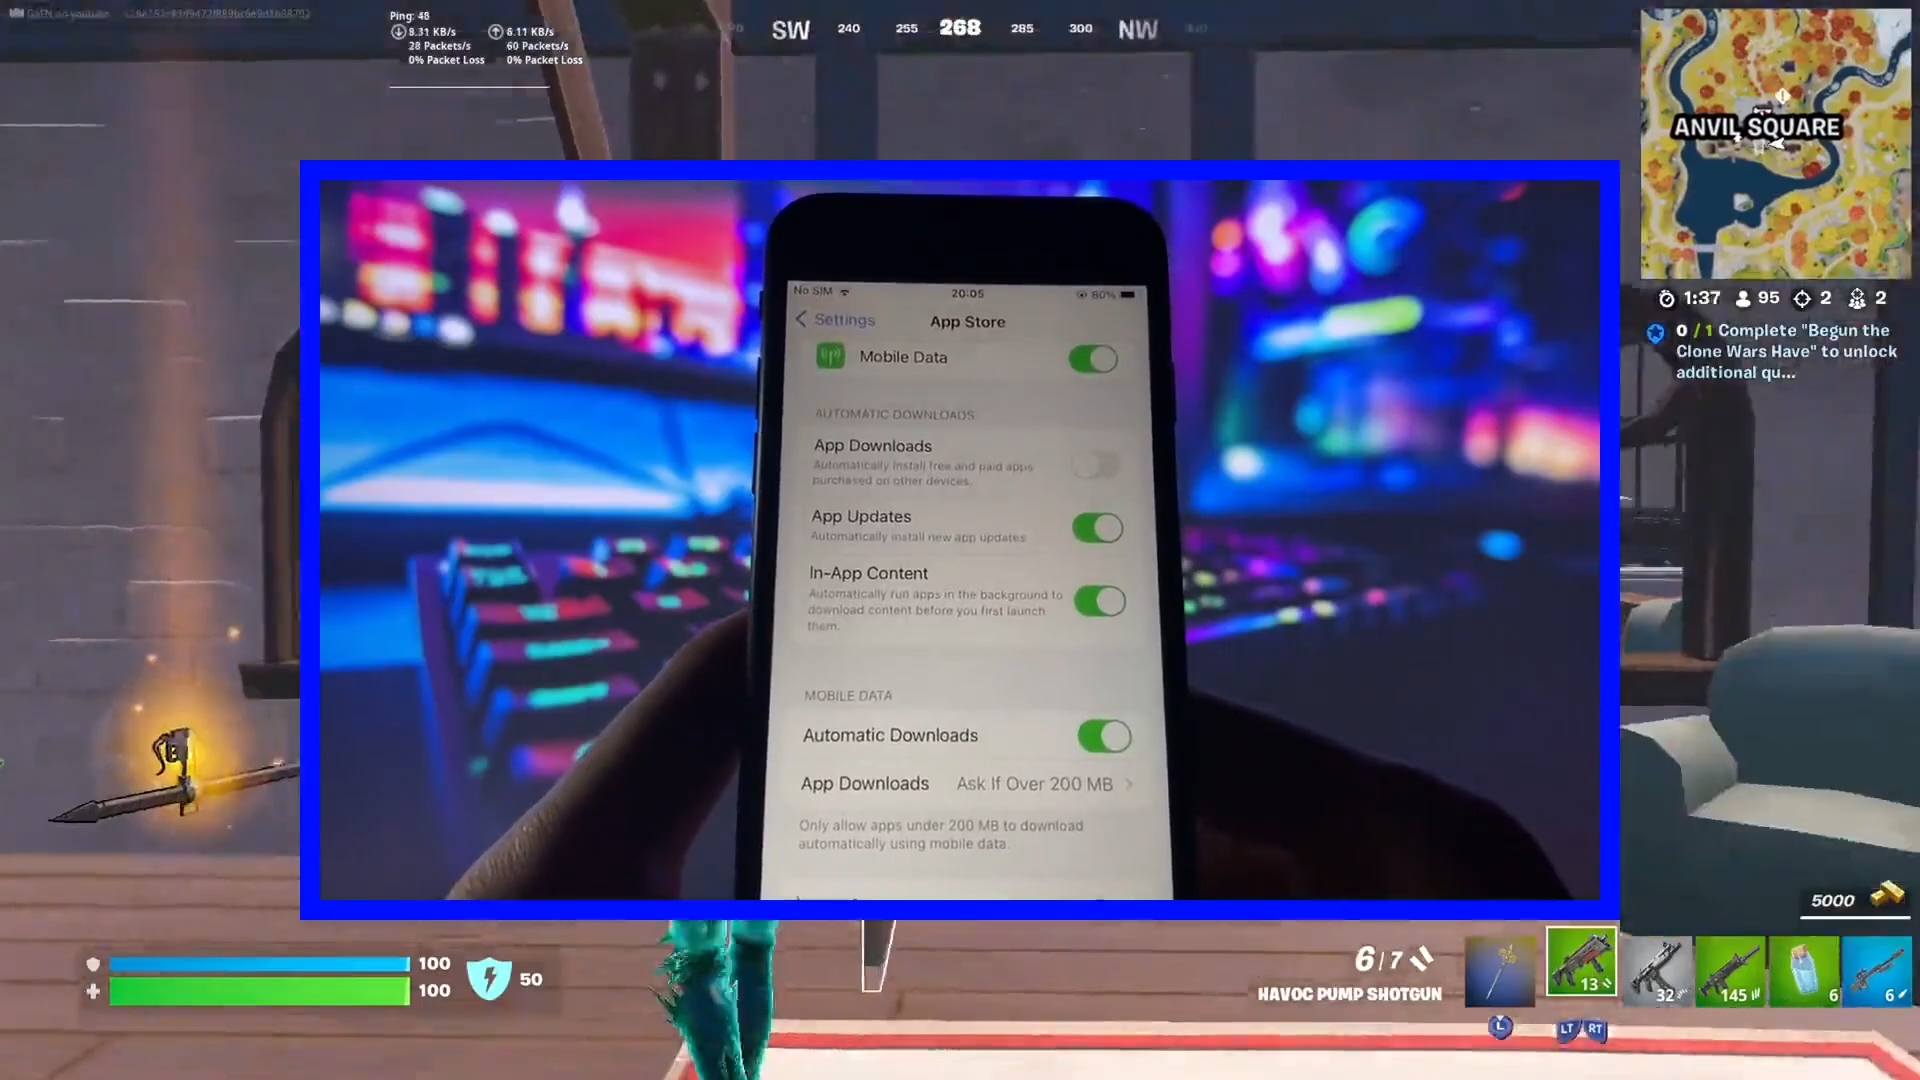 Ping: 48
8.31 KB/s
6.11 KB/s
28 Packets/s
60 Packets/s
0% Packet Loss
0% Packet Loss
SW 240 255 268 285 300 NW
ANVIL SQUARE
1:37 95 2 2
0 / 1 Complete "Begun the
Clone Wars Have" to unlock
additional qu...
No SIM 20:05 80%
Settings App Store
Mobile Data
AUTOMATIC DOWNLOADS
App Downloads
Automatically install free and paid apps
purchased on other devices.
App Updates
Automatically install new app updates
In-App Content
Automatically run apps in the background to
download content before you first launch
them.
MOBILE DATA
Automatic Downloads
App Downloads Ask If Over 200 MB
Only allow apps under 200 MB to download
automatically using mobile data.
5000
100
100
50
6/7
HAVOC PUMP SHOTGUN
13 32 145 6 6
L LT RT